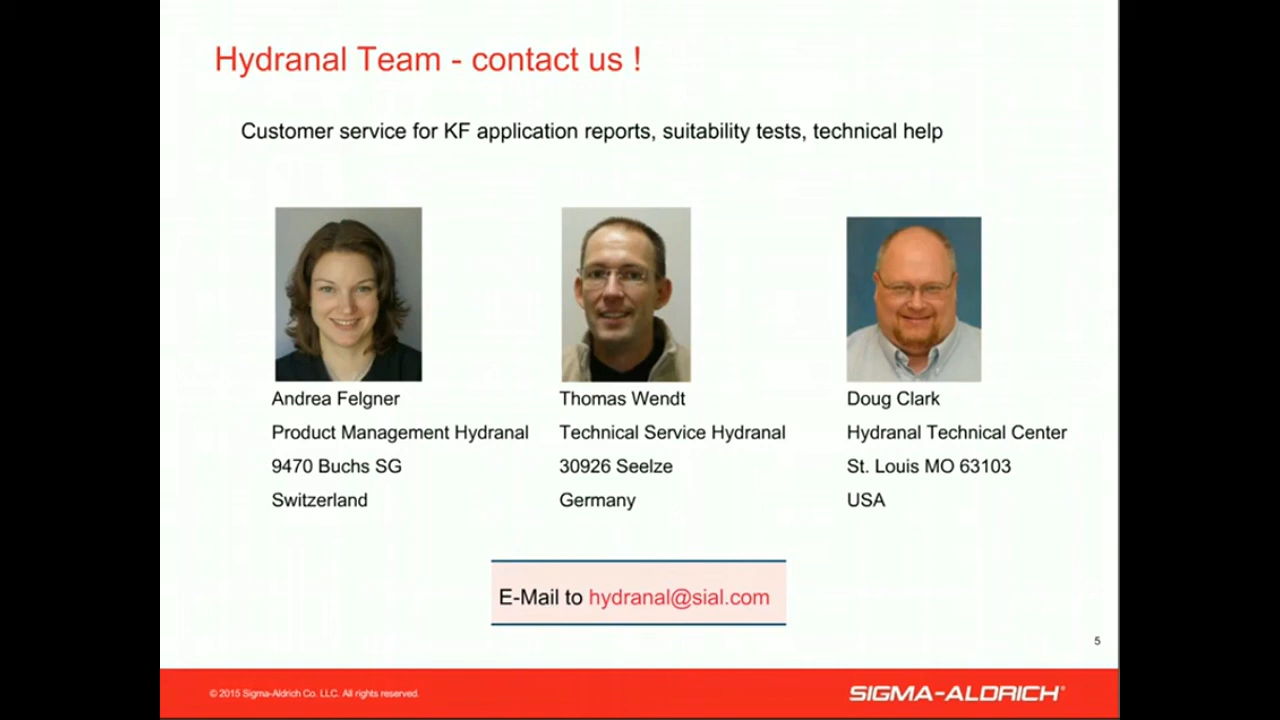 Hydranal Team - contact us !
Customer service for KF application reports, suitability tests, technical help
Andrea Felgner
Product Management Hydranal
9470 Buchs SG
Switzerland
Thomas Wendt
Technical Service Hydranal
30926 Seelze
Germany
Doug Clark
Hydranal Technical Center
St. Louis MO 63103
USA
E-Mail to hydranal@sial.com
5
© 2015 Sigma-Aldrich Co. LLC. All rights reserved.
SIGMA-ALDRICH®